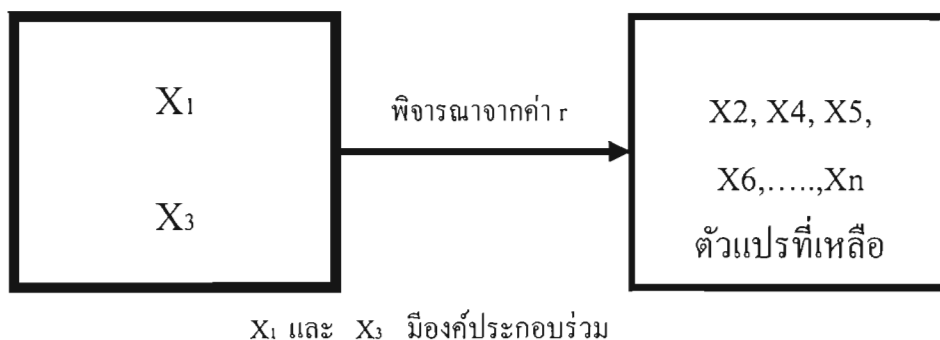 X₁
X₃
พิจารณาจากค่า r
X2, X4, X5,
X6,.....,Xn
ตัวแปรที่เหลือ
X₁ และ X₃ มีองค์ประกอบร่วม